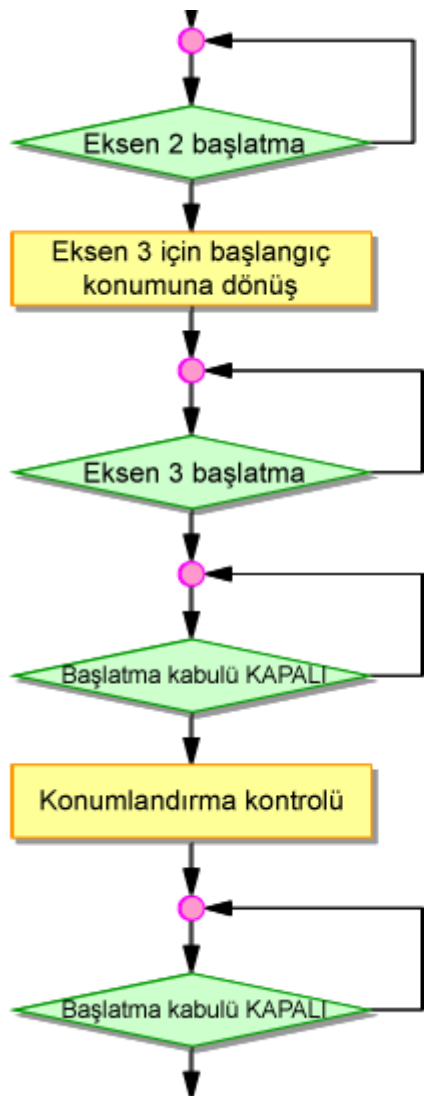 Eksen 2 başlatma
Eksen 3 için başlangıç
konumuna dönüş
Eksen 3 başlatma
Başlatma kabulü KAPALI
Konumlandırma kontrolü
Başlatma kabulü KAPALI